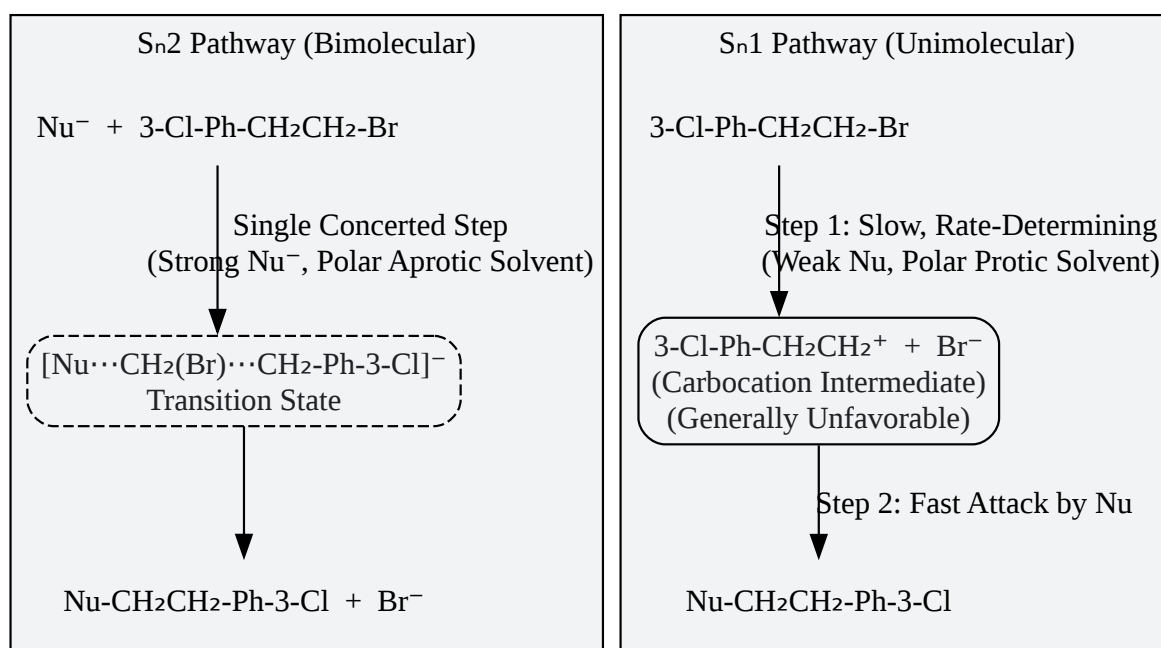 Sₙ2 Pathway (Bimolecular)
Nu⁻ + 3-Cl-Ph-CH₂CH₂-Br
Single Concerted Step
(Strong Nu⁻, Polar Aprotic Solvent)
[Nu⋯CH₂(Br)⋯CH₂-Ph-3-Cl]⁻
Transition State
Nu-CH₂CH₂-Ph-3-Cl + Br⁻
Sₙ1 Pathway (Unimolecular)
3-Cl-Ph-CH₂CH₂-Br
Step 1: Slow, Rate-Determining
(Weak Nu, Polar Protic Solvent)
3-Cl-Ph-CH₂CH₂⁺ + Br⁻
(Carbocation Intermediate)
(Generally Unfavorable)
Step 2: Fast Attack by Nu
Nu-CH₂CH₂-Ph-3-Cl